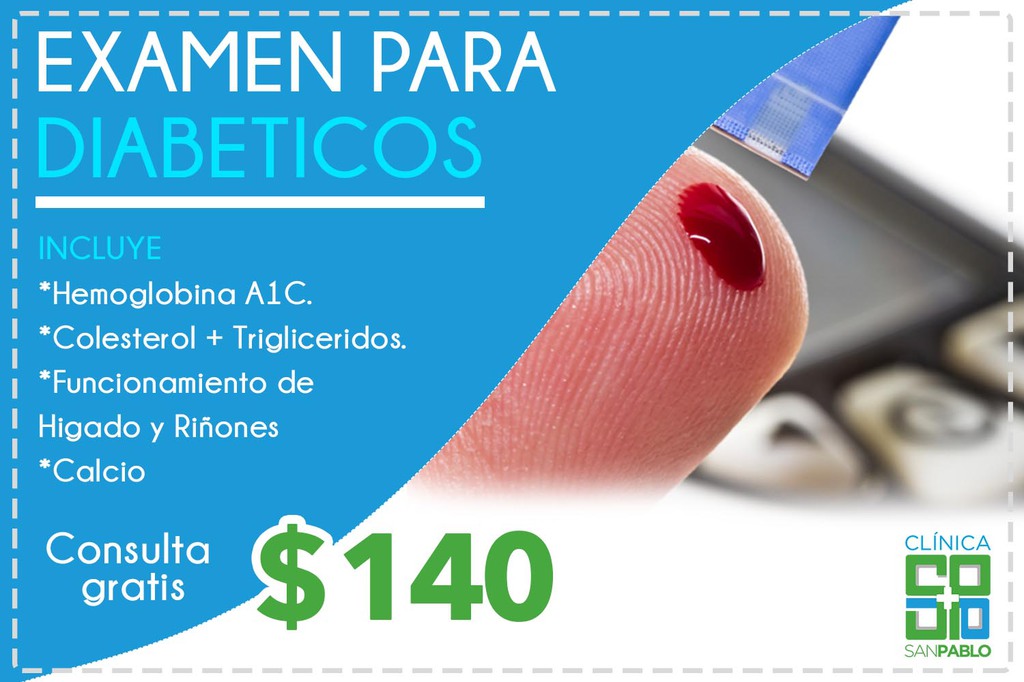 EXAMEN PARA
DIABETICOS
INCLUYE
*Hemoglobina A1C.
*Colesterol + Trigliceridos.
*Funcionamiento de
Higado y Riñones
*Calcio
Consulta
gratis
$140
CLÍNICA
SANPABLO